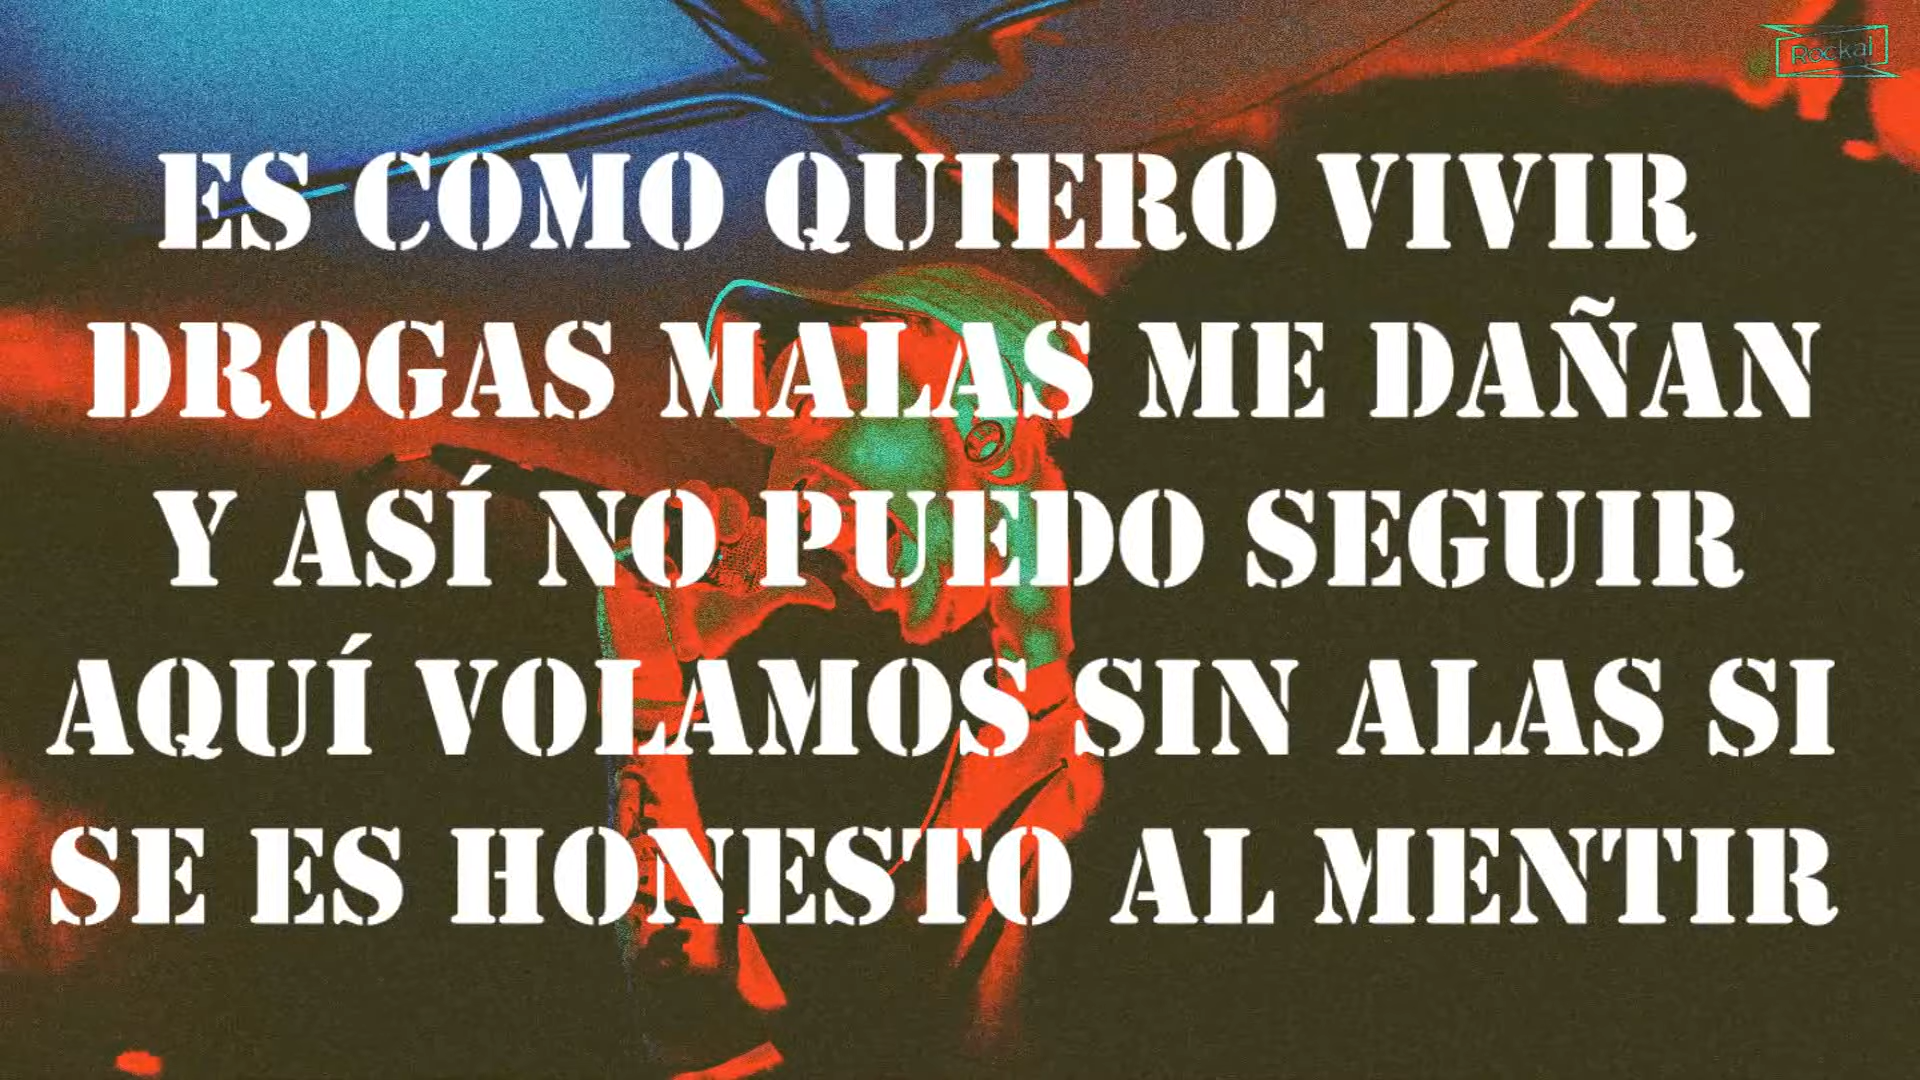 Rockal
ES COMO QUIERO VIVIR
DROGAS MALAS ME DAÑAN
Y ASÍ NO PUEDO SEGUIR
AQUÍ VOLAMOS SIN ALAS SI
SE ES HONESTO AL MENTIR